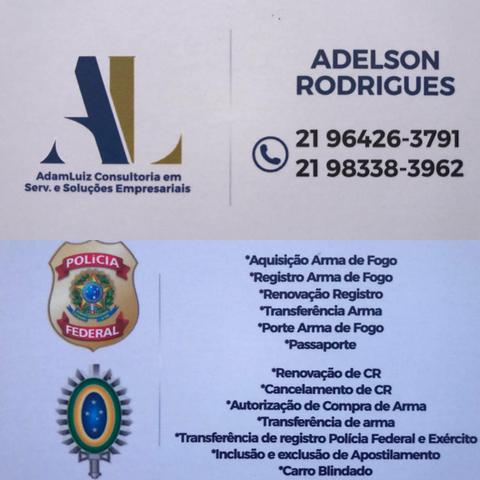 AL
AdamLuiz Consultoria em
Serv. e Soluções Empresariais
ADELSON
RODRIGUES
21 96426-3791
21 98338-3962
POLÍCIA
FEDERAL
*Aquisição Arma de Fogo
*Registro Arma de Fogo
*Renovação Registro
*Transferência Arma
*Porte Arma de Fogo
*Passaporte
*Renovação de CR
*Cancelamento de CR
*Autorização de Compra de Arma
*Transferência de arma
*Transferência de registro Polícia Federal e Exército
*Inclusão e exclusão de Apostilamento
*Carro Blindado